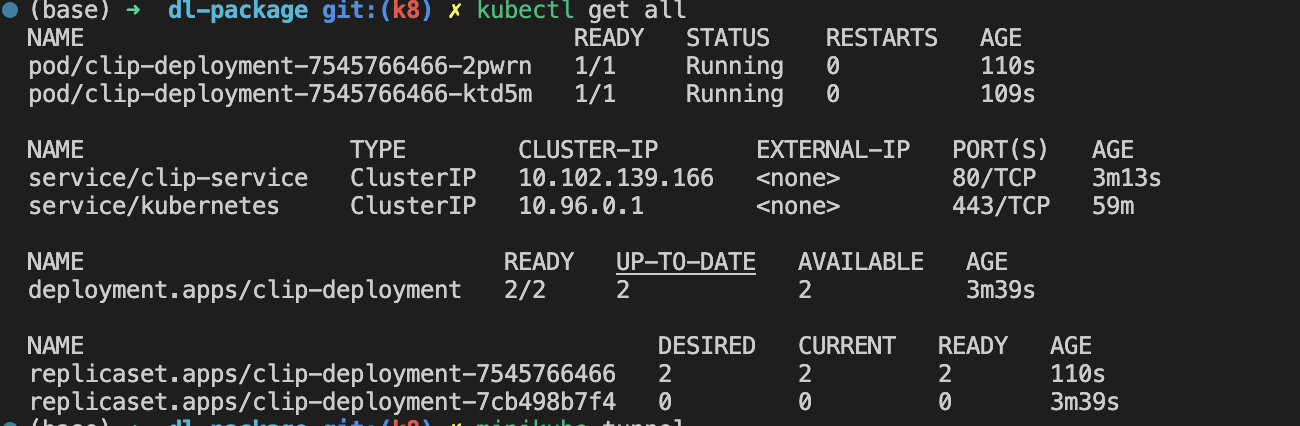 (base) ➜ dl-package git:(k8) ✗ kubectl get all
NAME READY STATUS RESTARTS AGE
pod/clip-deployment-7545766466-2pwrn 1/1 Running 0 110s
pod/clip-deployment-7545766466-ktd5m 1/1 Running 0 109s
NAME TYPE CLUSTER-IP EXTERNAL-IP PORT(S) AGE
service/clip-service ClusterIP 10.102.139.166 <none> 80/TCP 3m13s
service/kubernetes ClusterIP 10.96.0.1 <none> 443/TCP 59m
NAME READY UP-TO-DATE AVAILABLE AGE
deployment.apps/clip-deployment 2/2 2 2 3m39s
NAME DESIRED CURRENT READY AGE
replicaset.apps/clip-deployment-7545766466 2 2 2 110s
replicaset.apps/clip-deployment-7cb498b7f4 0 0 0 3m39s
(base) ➜ dl-package git:(k8) ✗ minikube tunnel